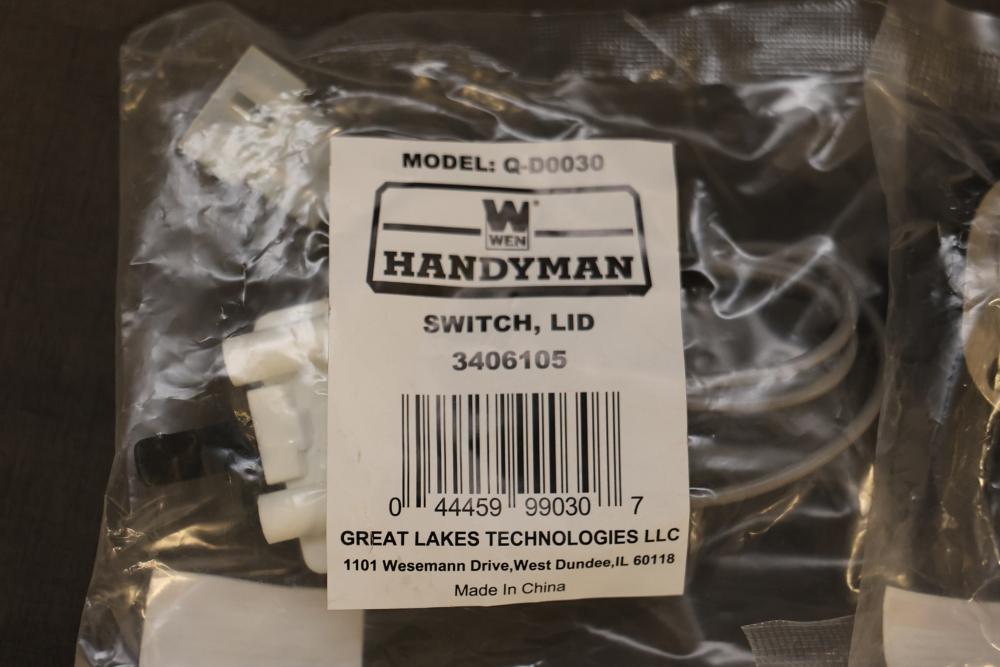 MODEL: Q-D0030
W®
WEN
HANDYMAN
SWITCH, LID
3406105
0 44459 99030 7
GREAT LAKES TECHNOLOGIES LLC
1101 Wesemann Drive,West Dundee,IL 60118
Made In China